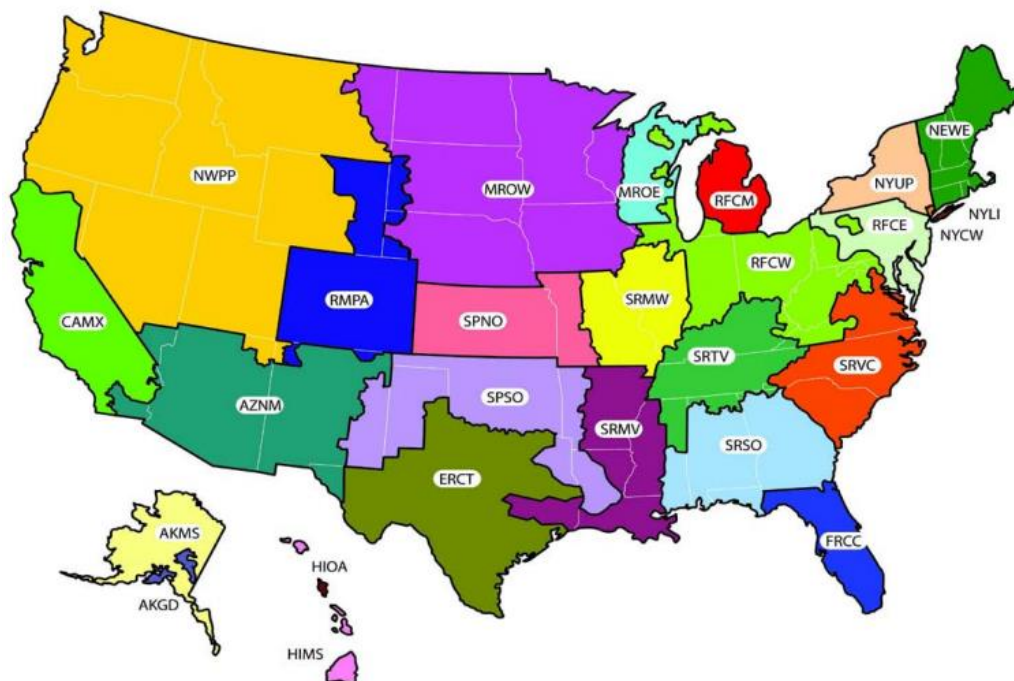 NWPP
MROW
MROE
RFCM
NEWE
NYUP
NYLI
NYCW
RFCE
RFCW
RMPA
CAMX
SPNO
SRMW
SRTV
SRVC
AZNM
SPSO
SRMV
SRSO
ERCT
FRCC
AKMS
AKGD
HIOA
HIMS